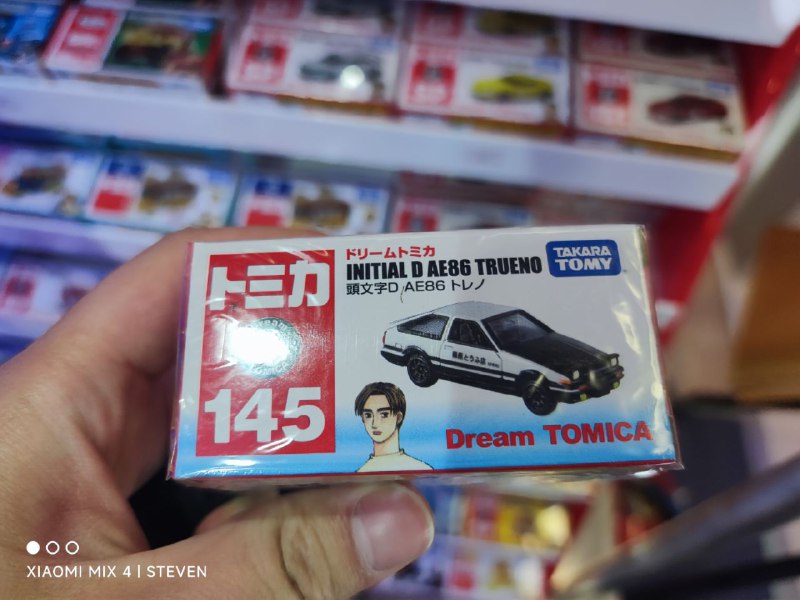 トミカ
145
ドリームトミカ
INITIAL D AE86 TRUENO
頭文字D AE86 トレノ
TAKARA
TOMY
Dream TOMICA
XIAOMI MIX 4 | STEVEN